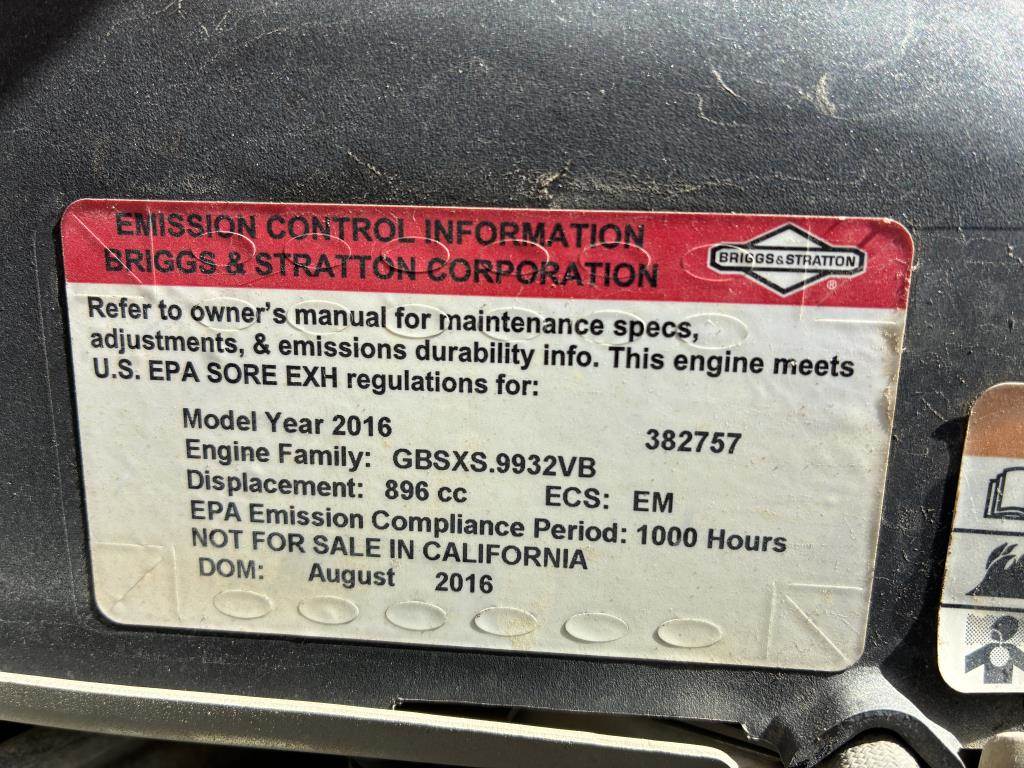 EMISSION CONTROL INFORMATION
BRIGGS & STRATTON CORPORATION
BRIGGS&STRATTON
®
Refer to owner's manual for maintenance specs,
adjustments, & emissions durability info. This engine meets
U.S. EPA SORE EXH regulations for:
Model Year 2016
382757
Engine Family: GBSXS.9932VB
Displacement: 896 cc ECS: EM
EPA Emission Compliance Period: 1000 Hours
NOT FOR SALE IN CALIFORNIA
DOM: August 2016